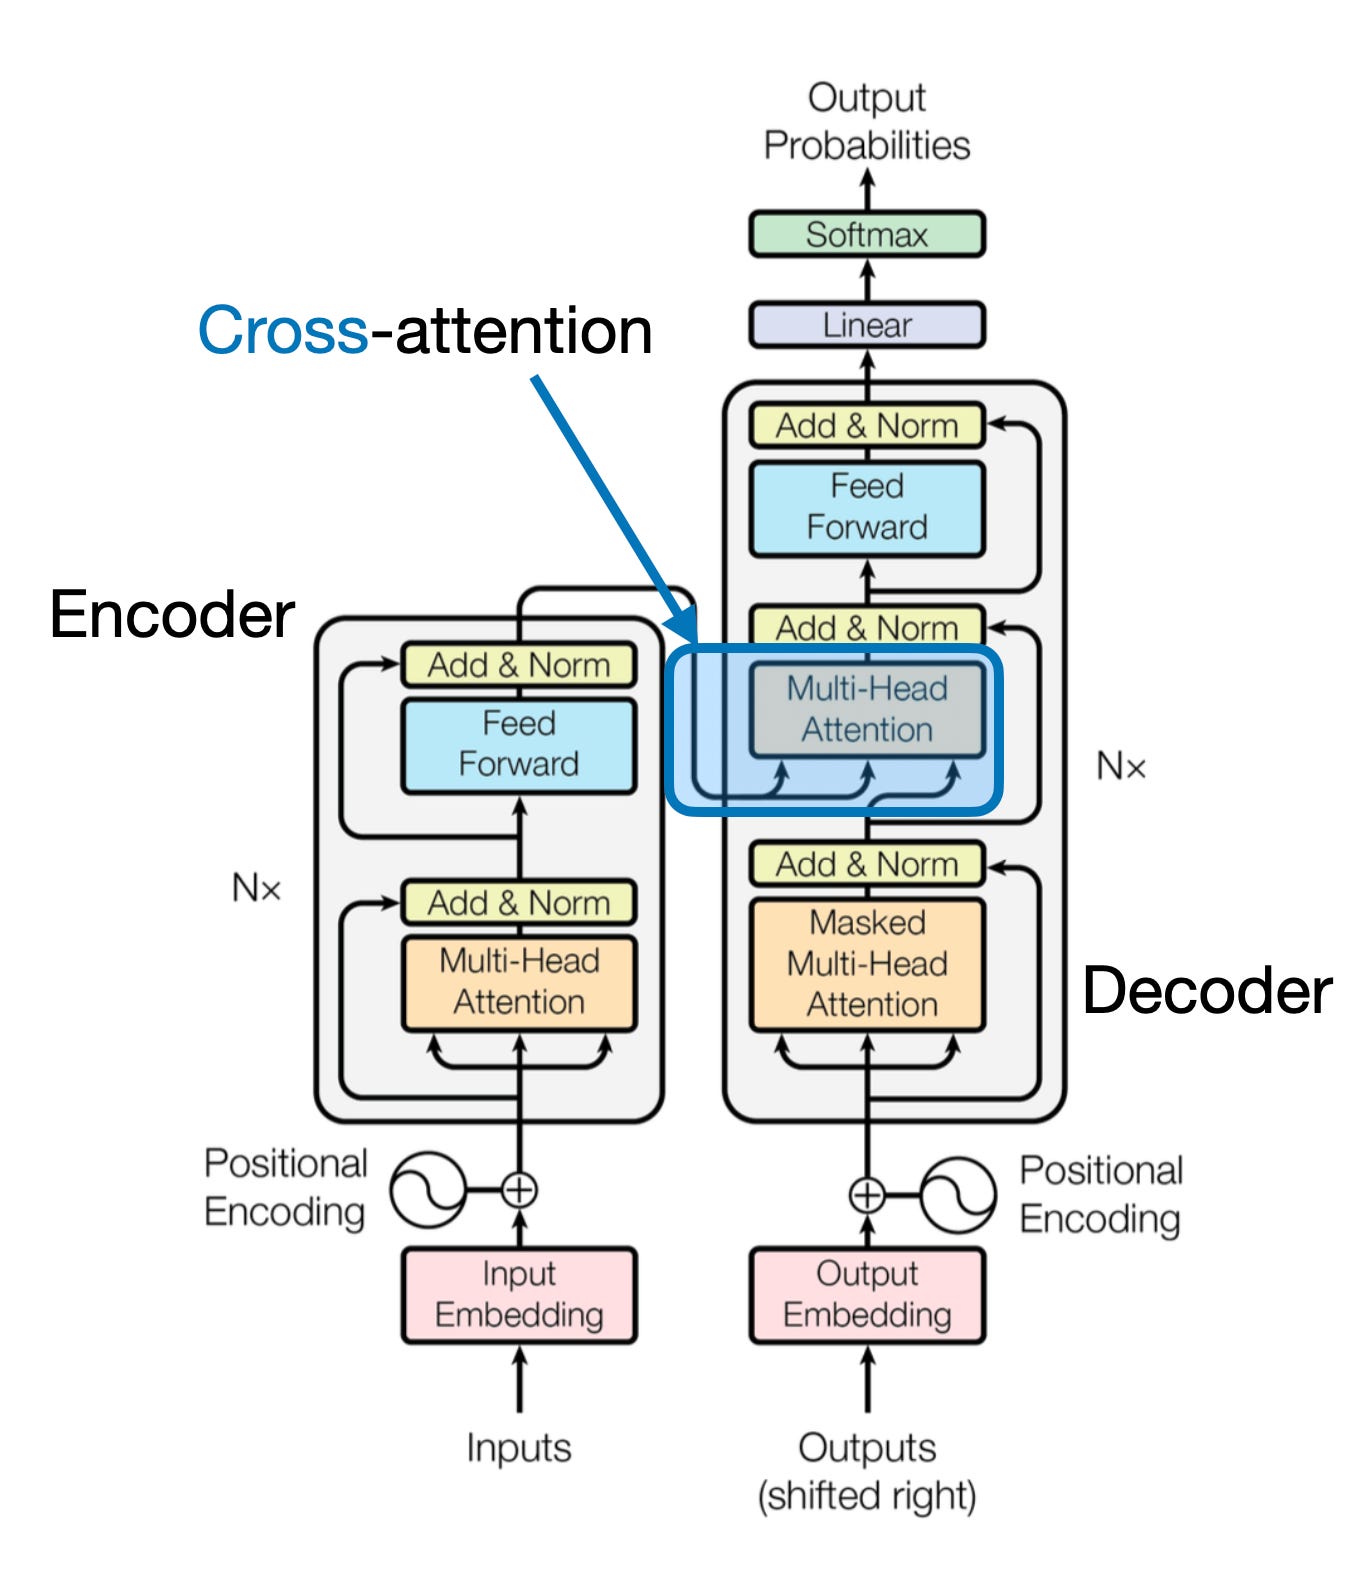 Output
Probabilities
Softmax
Linear
Cross-attention
Add & Norm
Feed
Forward
Add & Norm
Multi-Head
Attention
Nx
Add & Norm
Masked
Multi-Head
Attention
Decoder
Encoder
Add & Norm
Feed
Forward
Nx
Add & Norm
Multi-Head
Attention
Positional
Encoding
Positional
Encoding
Input
Embedding
Output
Embedding
Inputs
Outputs
(shifted right)